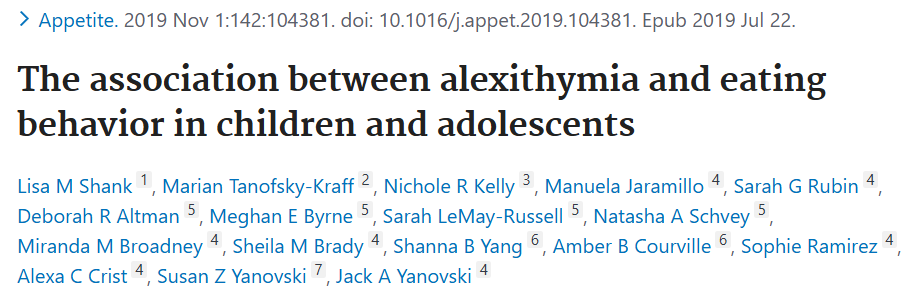 Appetite. 2019 Nov 1:142:104381. doi: 10.1016/j.appet.2019.104381. Epub 2019 Jul 22.
The association between alexithymia and eating
behavior in children and adolescents
Lisa M Shank 1, Marian Tanofsky-Kraff 2, Nichole R Kelly 3, Manuela Jaramillo 4, Sarah G Rubin 4,
Deborah R Altman 5, Meghan E Byrne 5, Sarah LeMay-Russell 5, Natasha A Schvey 5,
Miranda M Broadney 4, Sheila M Brady 4, Shanna B Yang 6, Amber B Courville 6, Sophie Ramirez 4,
Alexa C Crist 4, Susan Z Yanovski 7, Jack A Yanovski 4